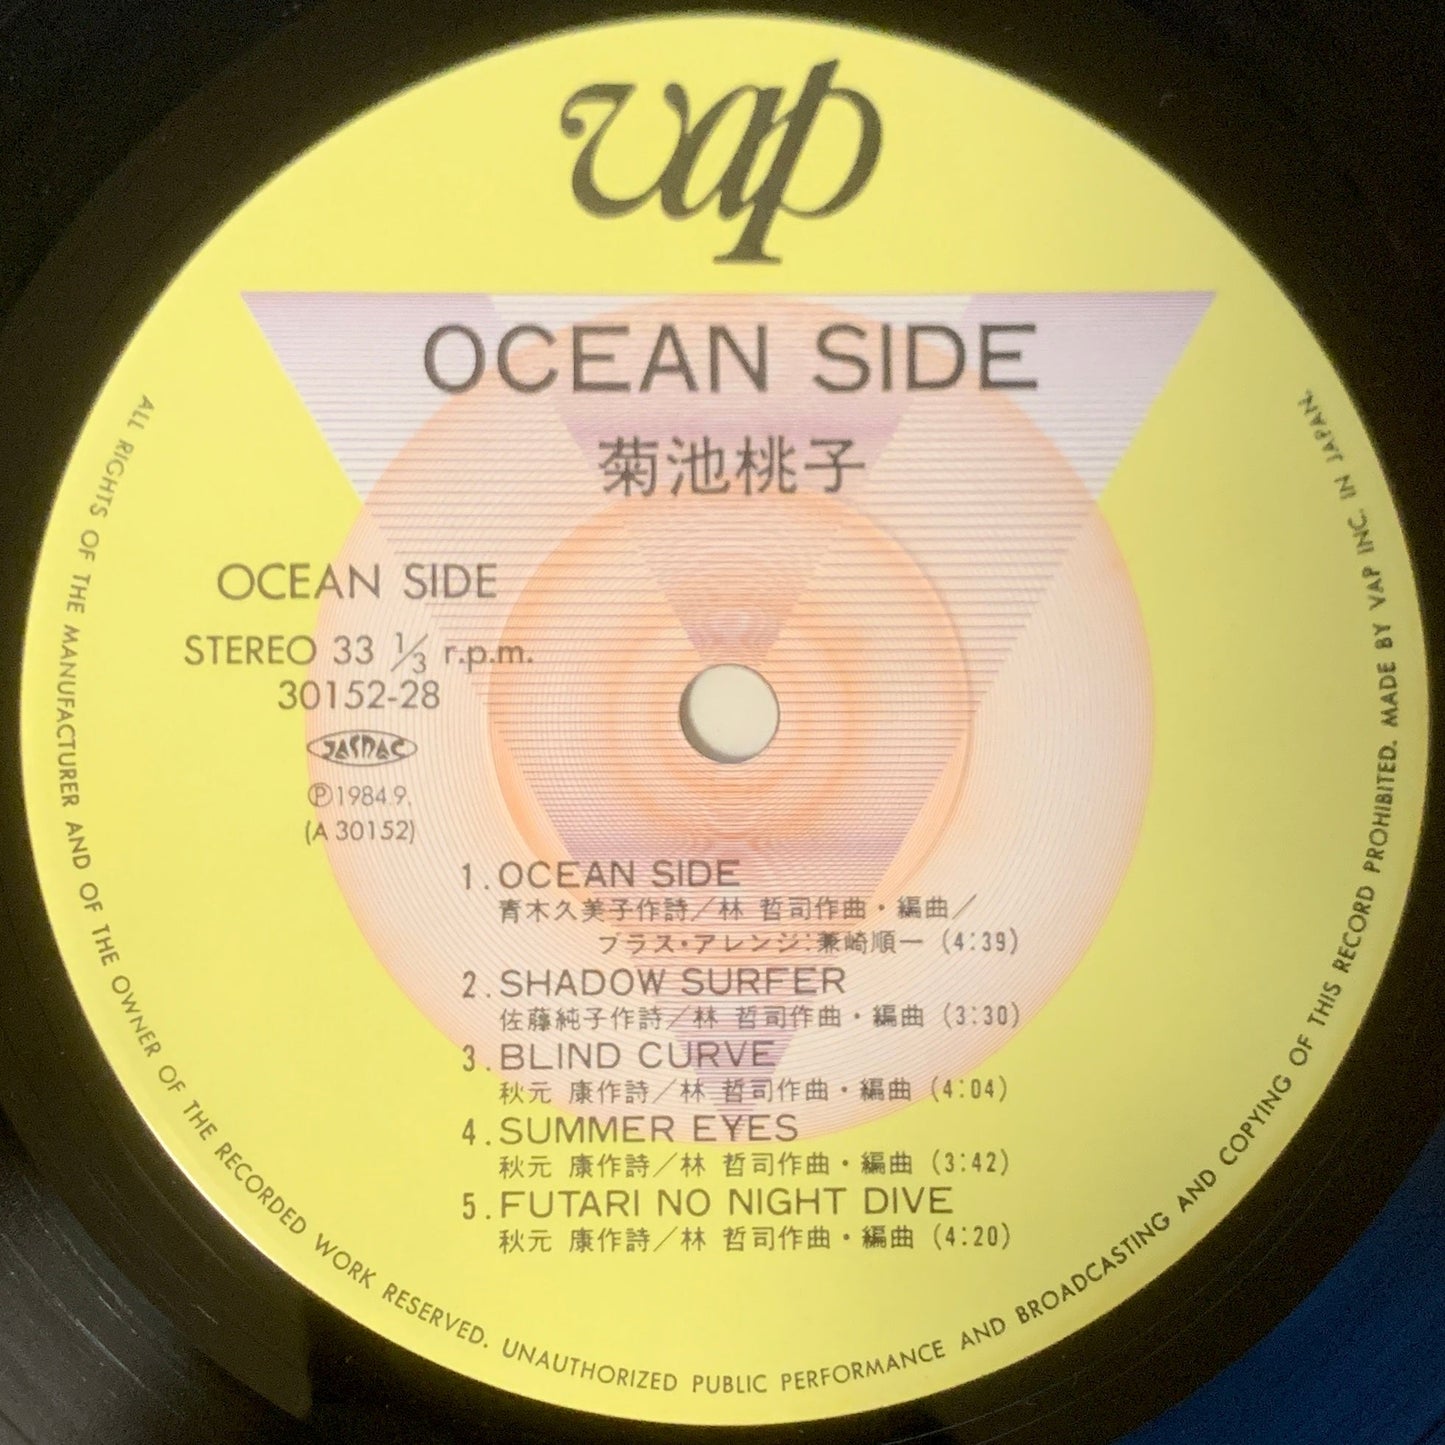 vap
OCEAN SIDE
菊池桃子
OCEAN SIDE
STEREO 33 1/3 r.p.m.
30152-28
JASRAC
Ⓟ1984.9.
(A 30152)
1.OCEAN SIDE
青木久美子作詩／林 哲司作曲・編曲／
ブラス・アレンジ:兼崎順一 (4:39)
2.SHADOW SURFER
佐藤純子作詩／林 哲司作曲・編曲 (3:30)
3.BLIND CURVE
秋元 康作詩／林 哲司作曲・編曲 (4:04)
4.SUMMER EYES
秋元 康作詩／林 哲司作曲・編曲 (3:42)
5.FUTARI NO NIGHT DIVE
秋元 康作詩／林 哲司作曲・編曲 (4:20)
ALL RIGHTS OF THE MANUFACTURER AND OF THE OWNER OF THE RECORDED WORK RESERVED. UNAUTHORIZED PUBLIC PERFORMANCE AND BROADCASTING AND COPYING OF THIS RECORD PROHIBITED. MADE BY VAP INC. IN JAPAN.